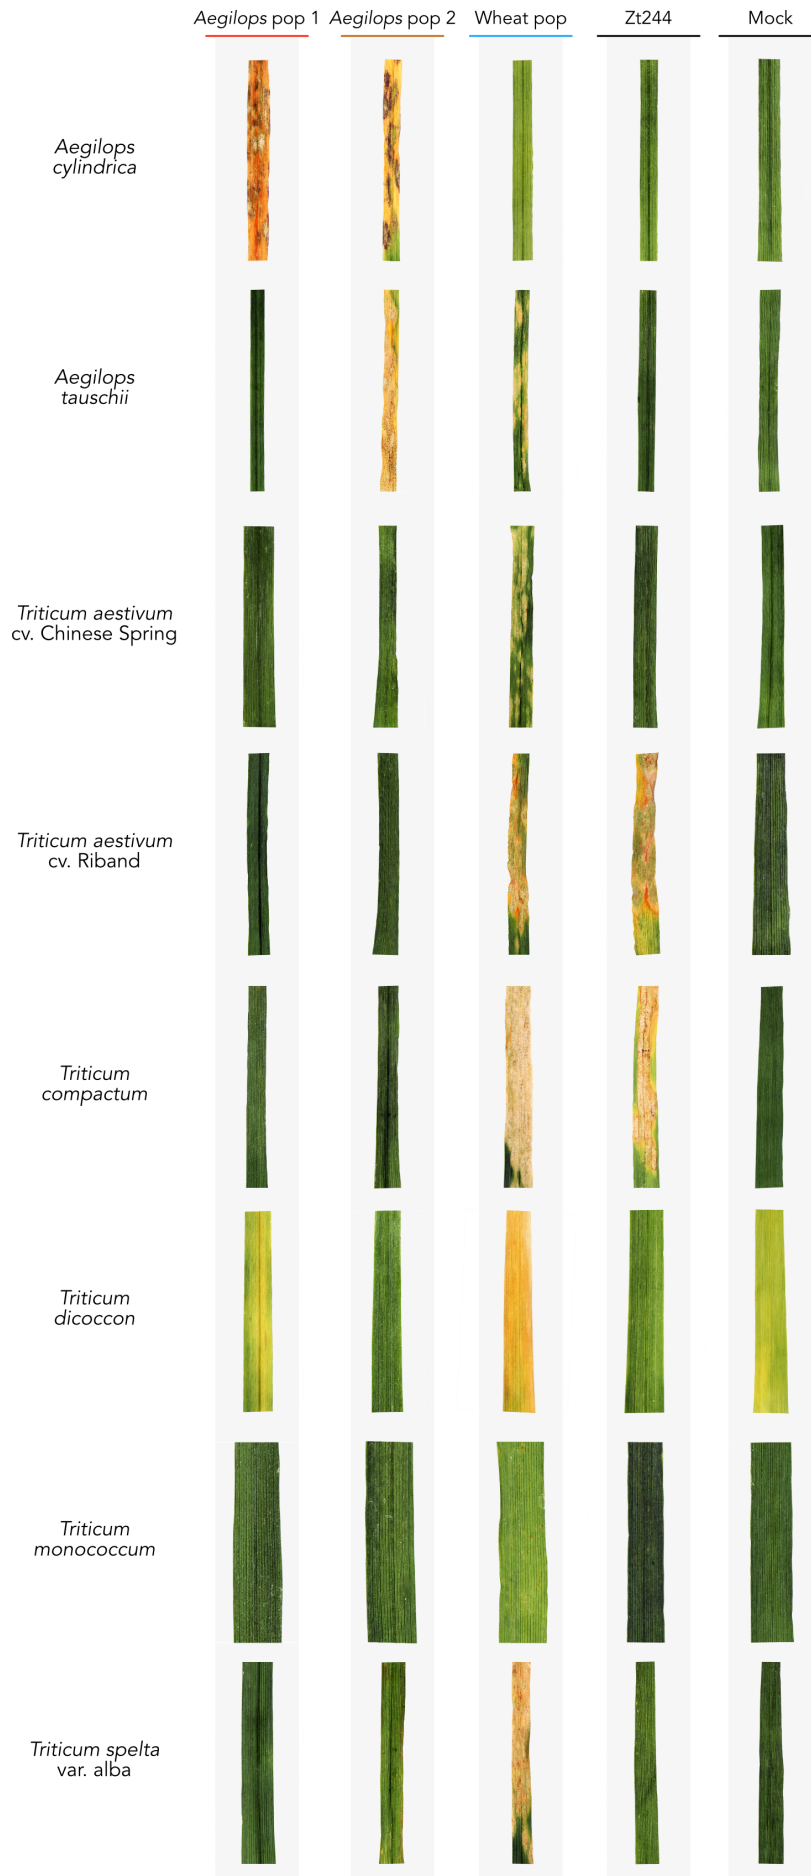 Aegilops pop 1
Aegilops pop 2
Wheat pop
Zt244
Mock
Aegilops
cylindrica
Aegilops
tauschii
Triticum aestivum
cv. Chinese Spring
Triticum aestivum
cv. Riband
Triticum
compactum
Triticum
dicoccon
Triticum
monococcum
Triticum spelta
var. alba